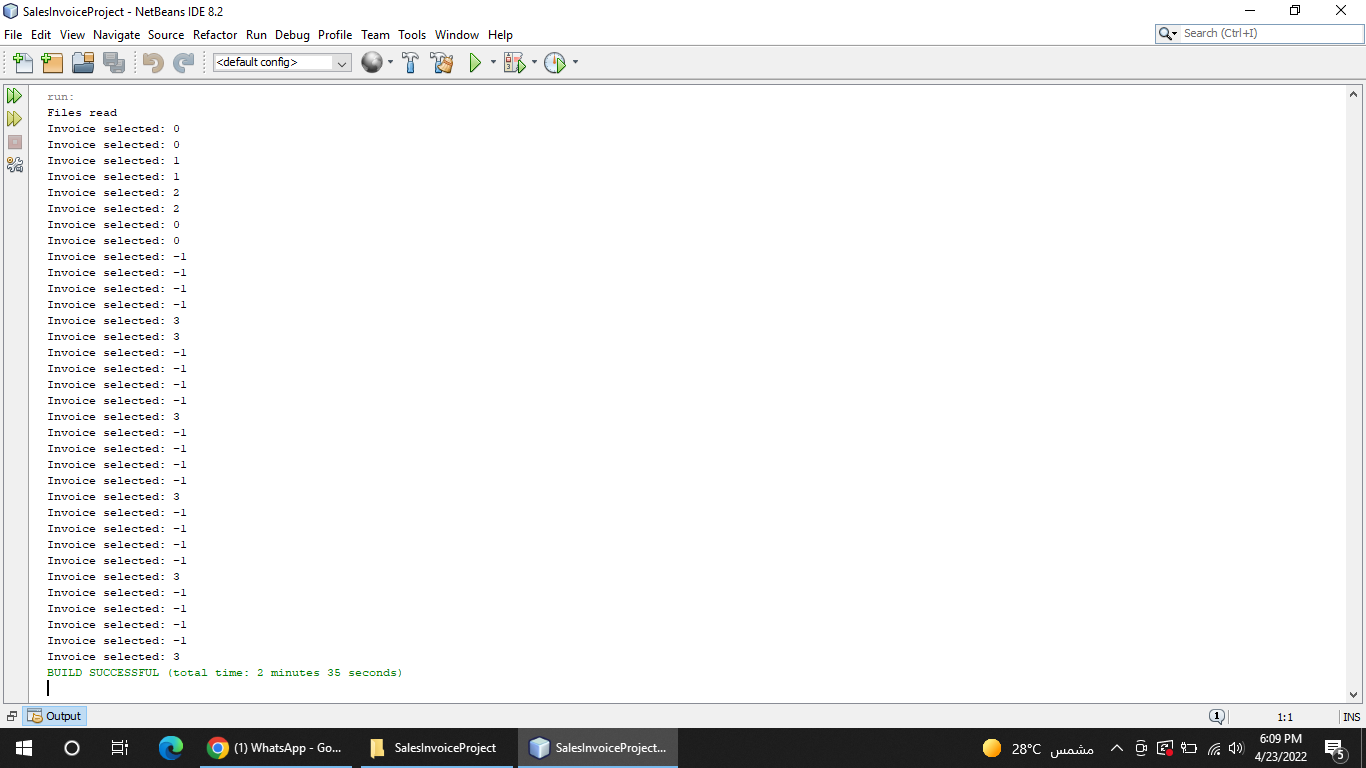 SalesInvoiceProject - NetBeans IDE 8.2
File Edit View Navigate Source Refactor Run Debug Profile Team Tools Window Help
Search (Ctrl+I)
<default config>
run:
Files read
Invoice selected: 0
Invoice selected: 0
Invoice selected: 1
Invoice selected: 1
Invoice selected: 2
Invoice selected: 2
Invoice selected: 0
Invoice selected: 0
Invoice selected: -1
Invoice selected: -1
Invoice selected: -1
Invoice selected: -1
Invoice selected: 3
Invoice selected: 3
Invoice selected: -1
Invoice selected: -1
Invoice selected: -1
Invoice selected: -1
Invoice selected: 3
Invoice selected: -1
Invoice selected: -1
Invoice selected: -1
Invoice selected: -1
Invoice selected: 3
Invoice selected: -1
Invoice selected: -1
Invoice selected: -1
Invoice selected: -1
Invoice selected: 3
Invoice selected: -1
Invoice selected: -1
Invoice selected: -1
Invoice selected: -1
Invoice selected: 3
BUILD SUCCESSFUL (total time: 2 minutes 35 seconds)
Output
1
1:1
INS
(1) WhatsApp - Go...
SalesInvoiceProject
SalesInvoiceProject...
28°C مشمس
6:09 PM
4/23/2022
5